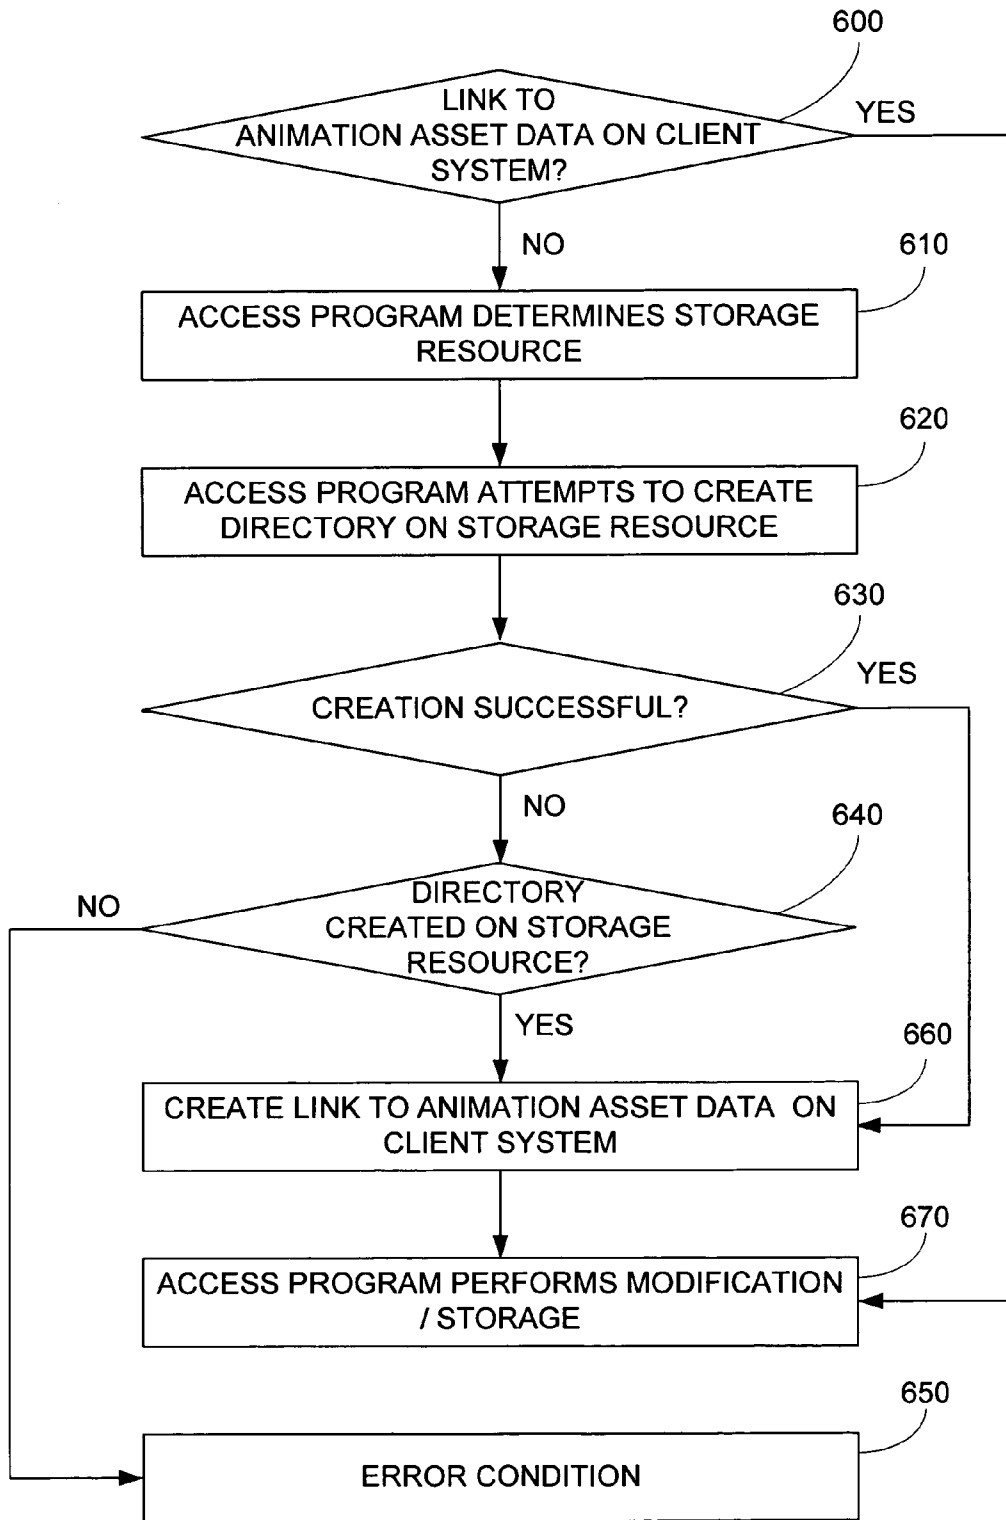 600
LINK TO
ANIMATION ASSET DATA ON CLIENT
SYSTEM?
YES
NO
610
ACCESS PROGRAM DETERMINES STORAGE
RESOURCE
620
ACCESS PROGRAM ATTEMPTS TO CREATE
DIRECTORY ON STORAGE RESOURCE
630
YES
CREATION SUCCESSFUL?
NO
640
DIRECTORY
CREATED ON STORAGE
RESOURCE?
NO
YES
660
CREATE LINK TO ANIMATION ASSET DATA ON
CLIENT SYSTEM
670
ACCESS PROGRAM PERFORMS MODIFICATION
/ STORAGE
650
ERROR CONDITION